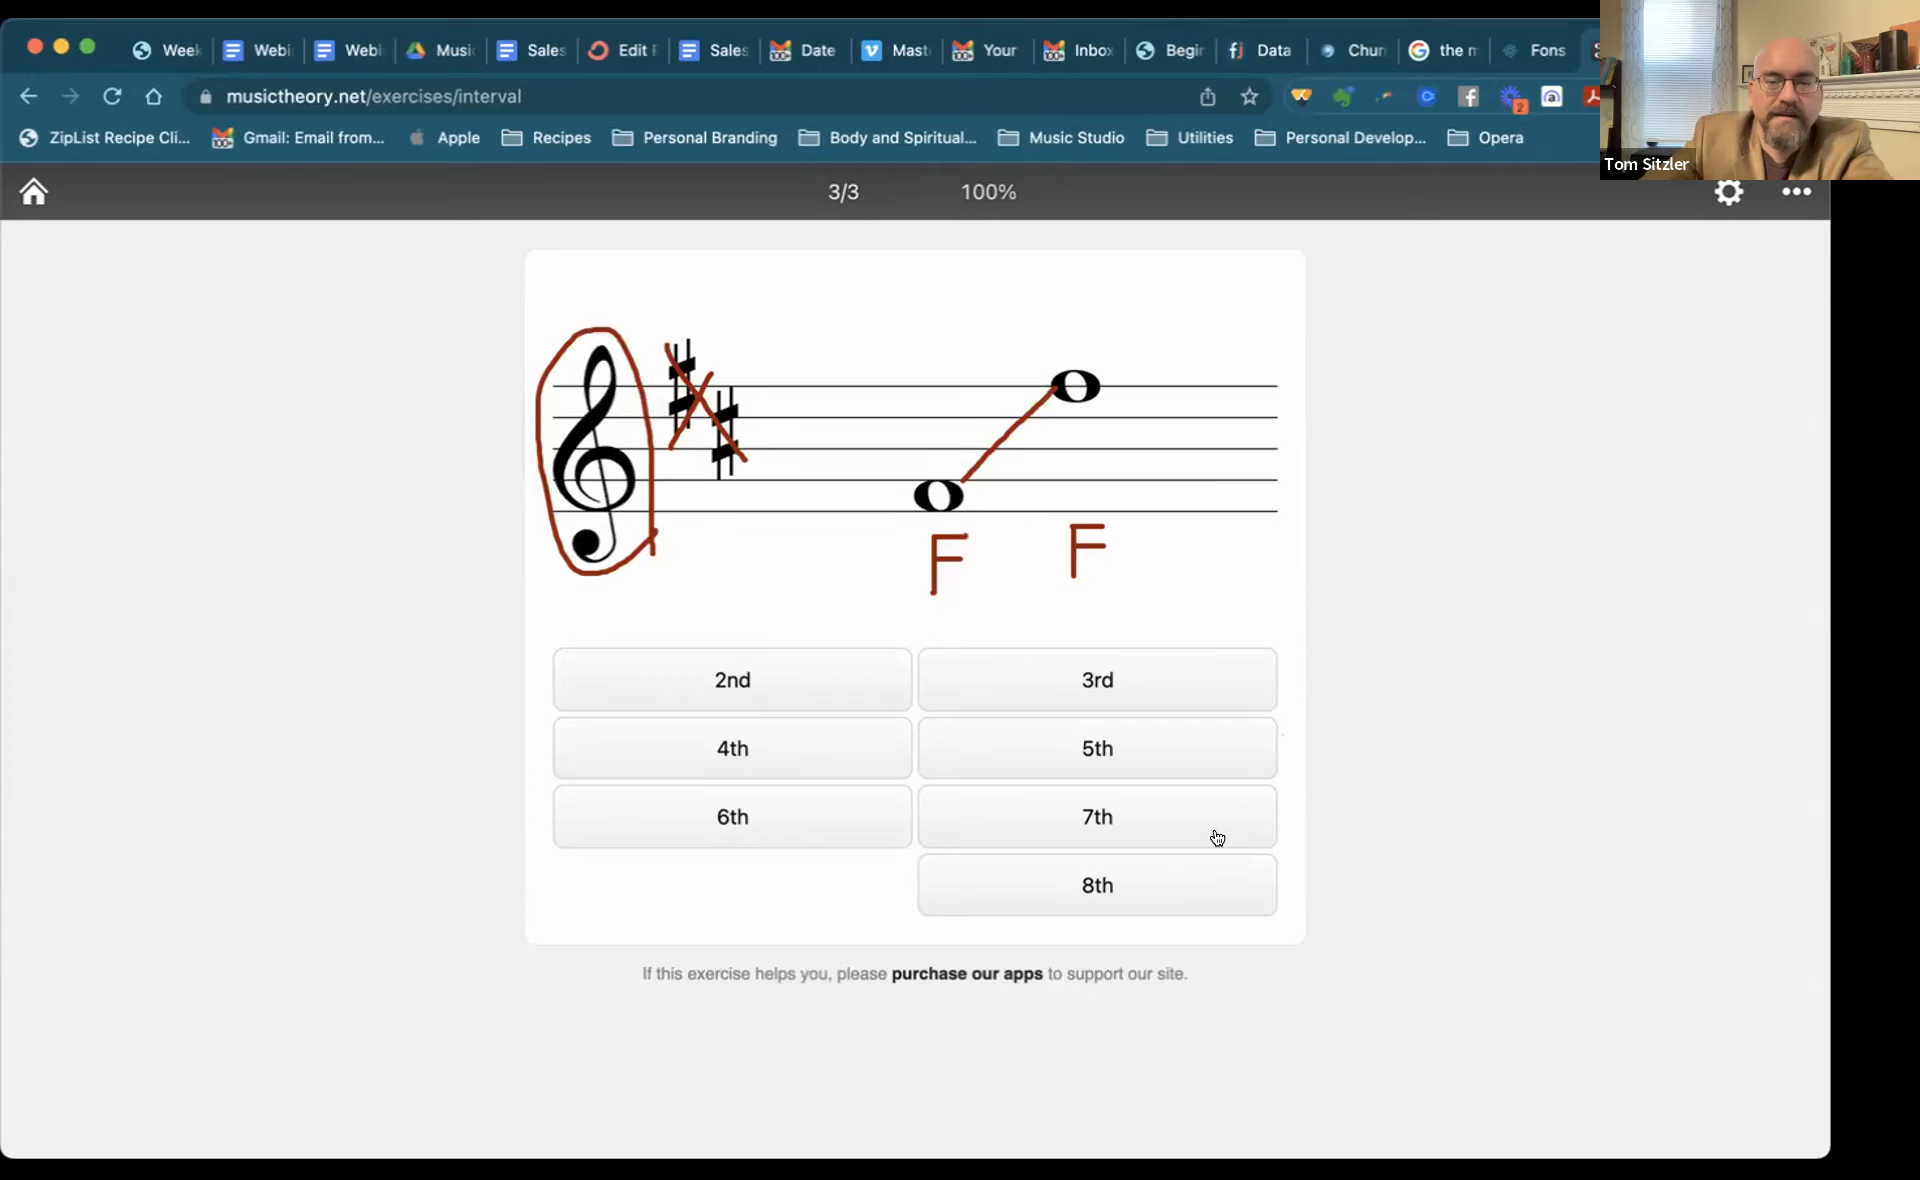 Week Webi Webi Music Sales Edit F Sales Date Mast Your Inbox Begir Data Chur the m Fons
musictheory.net/exercises/interval
2
ZipList Recipe Cli... Gmail: Email from... Apple Recipes Personal Branding Body and Spiritual... Music Studio Utilities Personal Develop... Opera
Tom Sitzler
3/3 100%
F F
2nd 3rd
4th 5th
6th 7th
8th
If this exercise helps you, please purchase our apps to support our site.